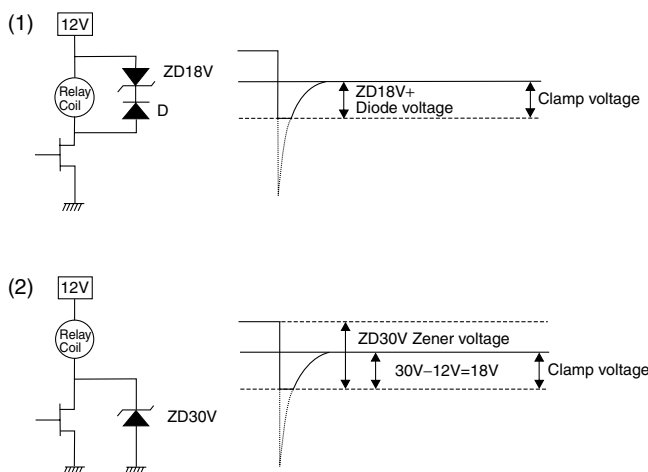 (1)
12V
Relay
Coil
ZD18V
D
ZD18V+
Diode voltage
Clamp voltage
(2)
12V
Relay
Coil
ZD30V
ZD30V Zener voltage
30V−12V=18V
Clamp voltage